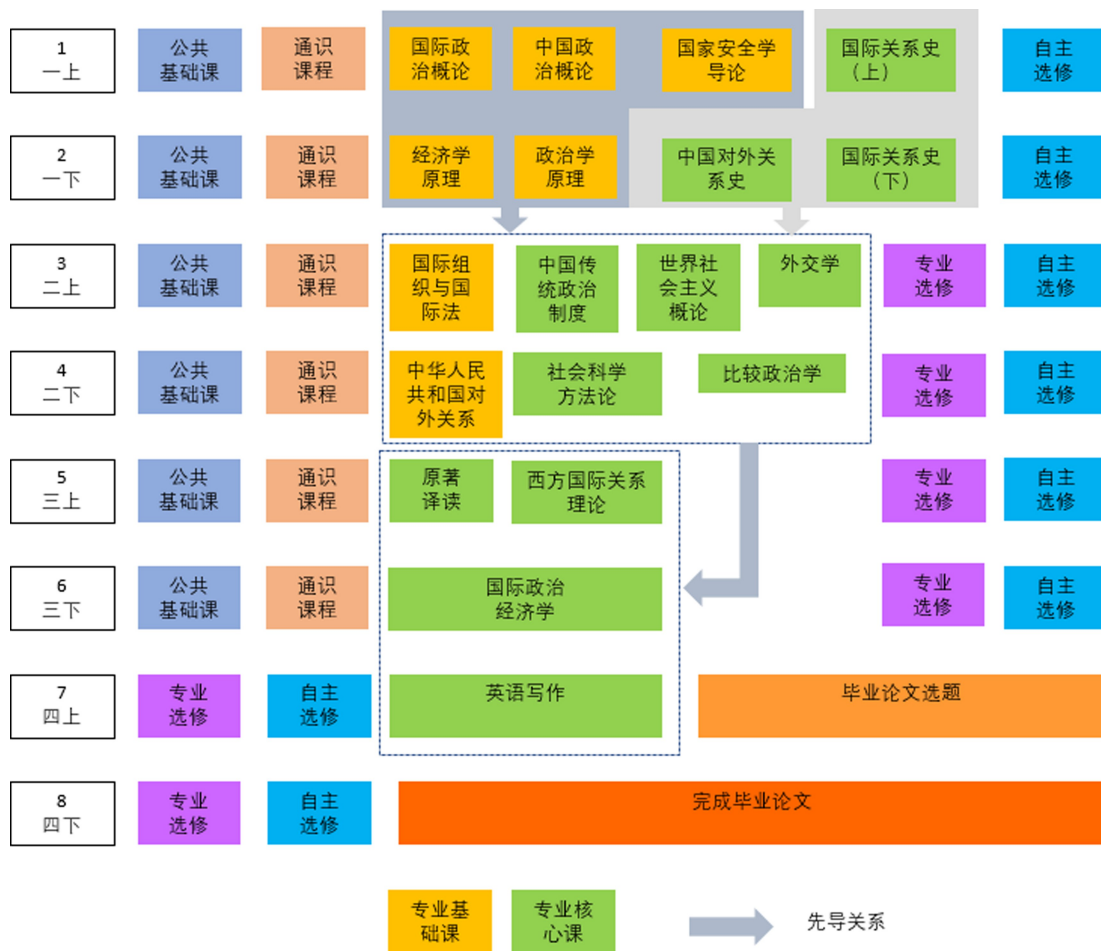 1
一上
公共
基础课
通识
课程
国际政
治概论
中国政
治概论
国家安全学
导论
国际关系史
（上）
自主
选修
2
一下
公共
基础课
通识
课程
经济学
原理
政治学
原理
中国对外关
系史
国际关系史
（下）
自主
选修
3
二上
公共
基础课
通识
课程
国际组
织与国
际法
中国传
统政治
制度
世界社
会主义
概论
外交学
专业
选修
自主
选修
4
二下
公共
基础课
通识
课程
中华人民
共和国对
外关系
社会科学
方法论
比较政治学
专业
选修
自主
选修
5
三上
公共
基础课
通识
课程
原著
译读
西方国际关系
理论
专业
选修
自主
选修
6
三下
公共
基础课
通识
课程
国际政治
经济学
专业
选修
自主
选修
7
四上
专业
选修
自主
选修
英语写作
毕业论文选题
8
四下
专业
选修
自主
选修
完成毕业论文
专业基
础课
专业核
心课
先导关系